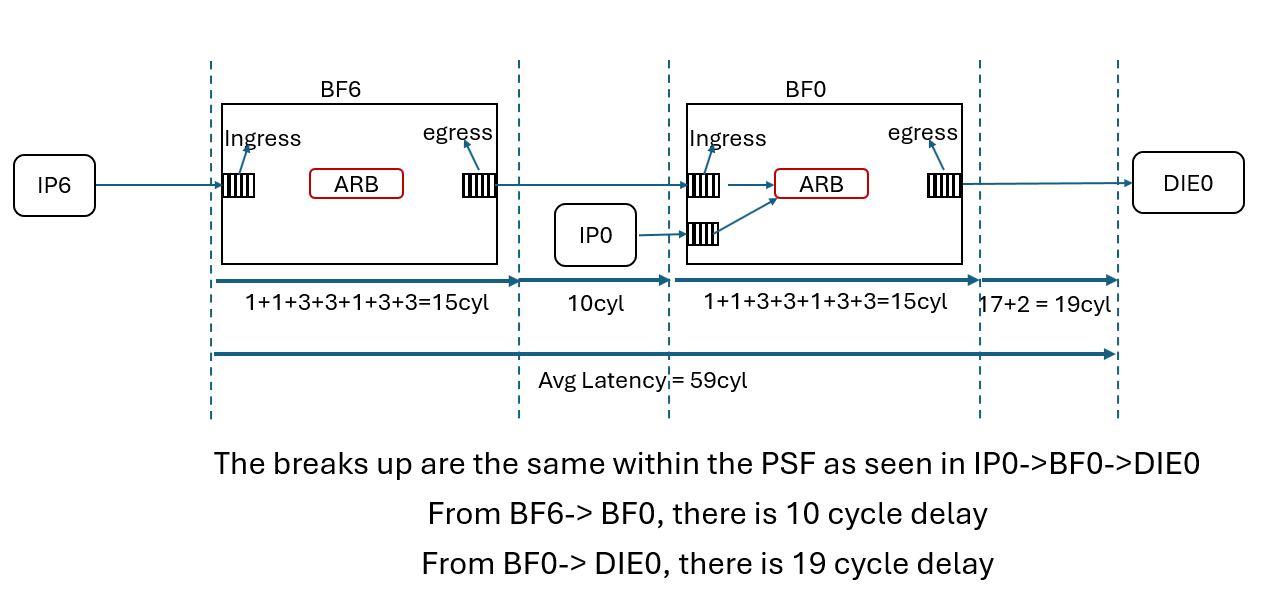 BF6
BF0
Ingress
egress
Ingress
egress
IP6
ARB
ARB
DIE0
IP0
1+1+3+3+1+3+3=15cyl
10cyl
1+1+3+3+1+3+3=15cyl
17+2 = 19cyl
Avg Latency = 59cyl
The breaks up are the same within the PSF as seen in IP0->BF0->DIE0
From BF6-> BF0, there is 10 cycle delay
From BF0-> DIE0, there is 19 cycle delay